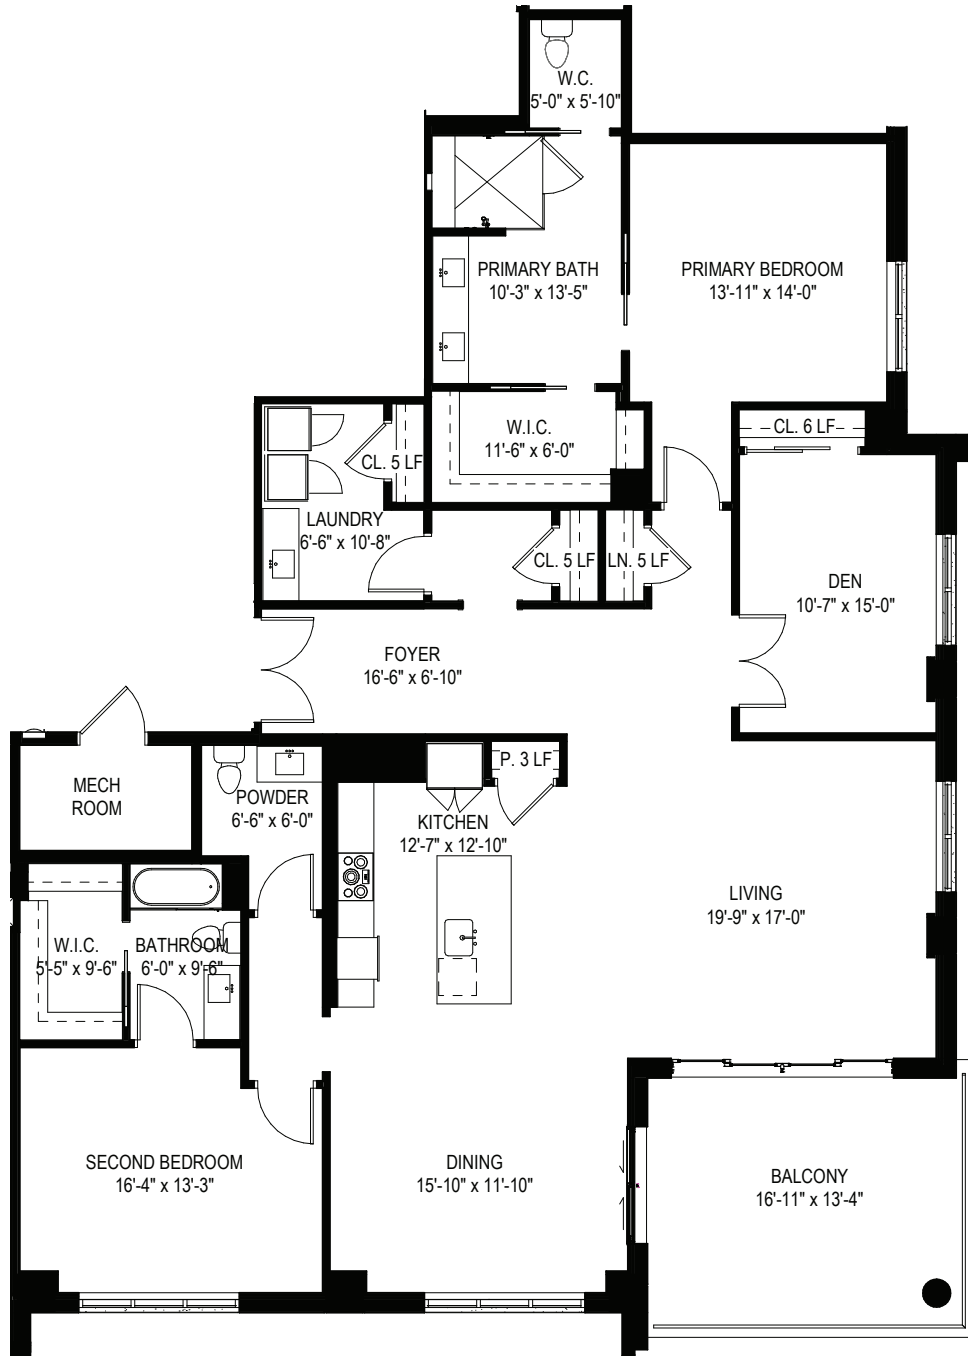 W.C.
5'-0" x 5'-10"
PRIMARY BATH
10'-3" x 13'-5"
PRIMARY BEDROOM
13'-11" x 14'-0"
W.I.C.
11'-6" x 6'-0"
CL. 6 LF
CL. 5 LF
LAUNDRY
6'-6" x 10'-8"
CL. 5 LF
LN. 5 LF
DEN
10'-7" x 15'-0"
FOYER
16'-6" x 6'-10"
MECH
ROOM
POWDER
6'-6" x 6'-0"
P. 3 LF
KITCHEN
12'-7" x 12'-10"
LIVING
19'-9" x 17'-0"
W.I.C.
5'-5" x 9'-6"
BATHROOM
6'-0" x 9'-6"
SECOND BEDROOM
16'-4" x 13'-3"
DINING
15'-10" x 11'-10"
BALCONY
16'-11" x 13'-4"